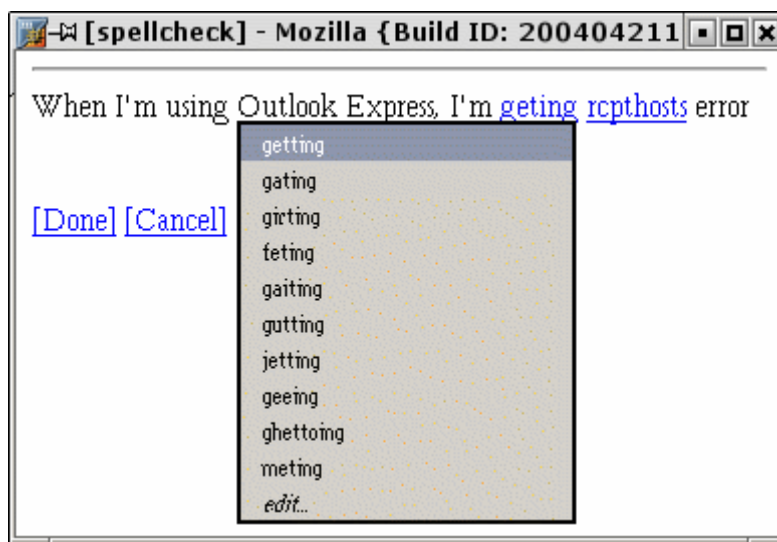 [spellcheck] - Mozilla {Build ID: 200404211
When I'm using Outlook Express, I'm geting rcpthosts error
getting
gating
girting
feting
gaiting
gutting
jetting
geeing
ghettoing
meting
edit...
[Done] [Cancel]